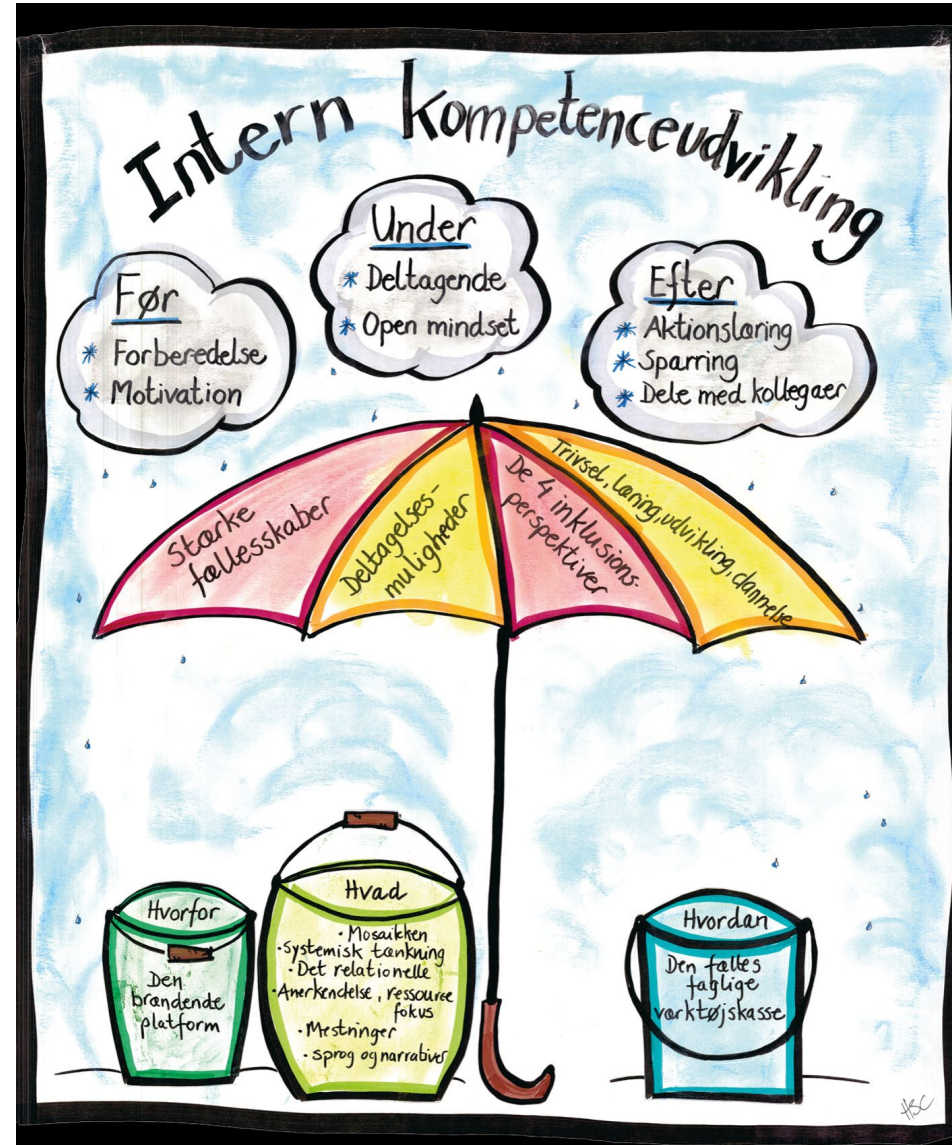 Intern kompetenceudvikling
Før
* Forberedelse
* Motivation
Under
* Deltagende
* Open mindset
Efter
* Aktionslæring
* Sparring
* Dele med kollegaer
Stærke
fællesskaber
Deltagelses-
muligheder
De 4 inklusions-
perspektiver
Trivsel, læring, udvikling, dannelse
Hvorfor
Den
brændende
platform
Hvad
• Mosaikken
• Systemisk tænkning
• Det relationelle
• Anerkendelse, ressource
fokus
• Mestringer
• sprog og narrativer
Hvordan
Den fælles
faglige
værktøjskasse
HSC